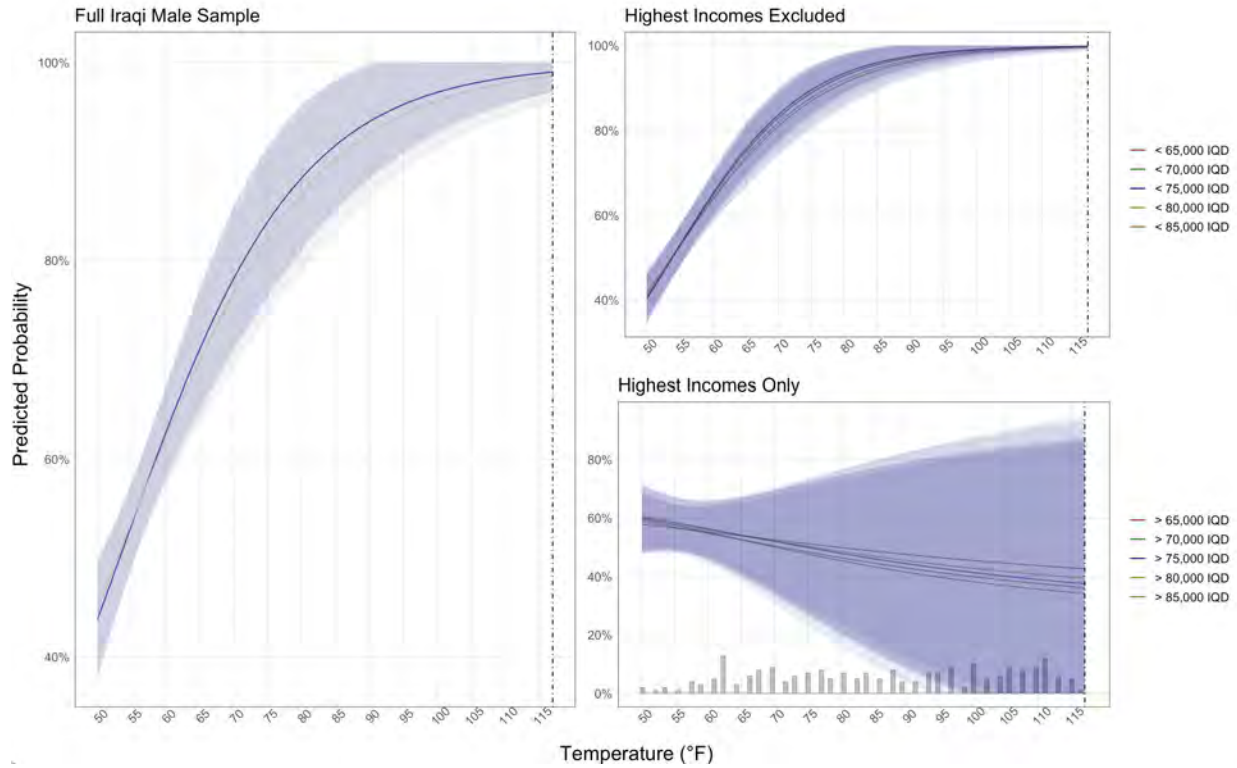 Full Iraqi Male Sample
100%
80%
60%
40%
50 55 60 65 70 75 80 85 90 95 100 105 110 115
Predicted Probability
Highest Incomes Excluded
100%
80%
60%
40%
50 55 60 65 70 75 80 85 90 95 100 105 110 115
< 65,000 IQD
< 70,000 IQD
< 75,000 IQD
< 80,000 IQD
< 85,000 IQD
Highest Incomes Only
80%
60%
40%
20%
0%
50 55 60 65 70 75 80 85 90 95 100 105 110 115
> 65,000 IQD
> 70,000 IQD
> 75,000 IQD
> 80,000 IQD
> 85,000 IQD
Temperature (°F)